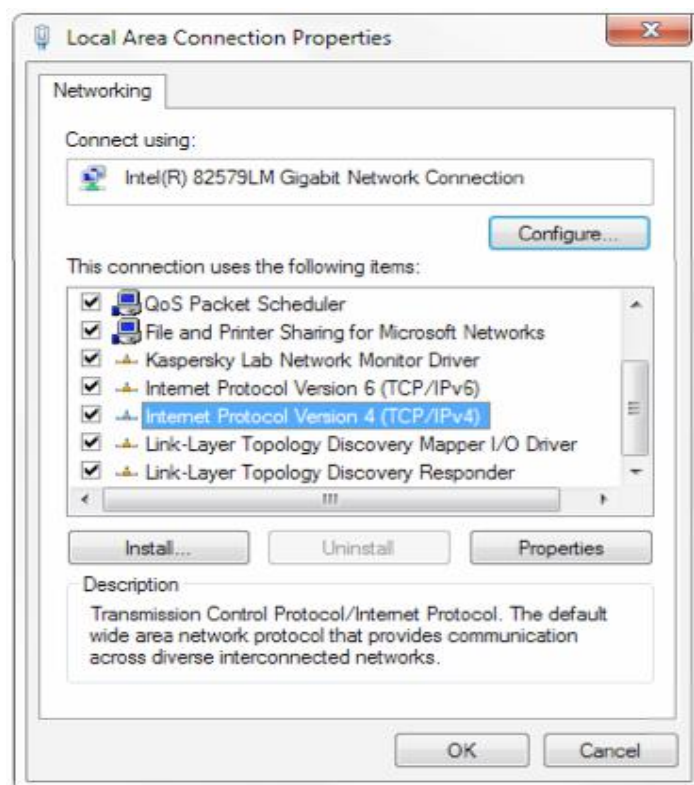 Local Area Connection Properties
Networking
Connect using:
Intel(R) 82579LM Gigabit Network Connection
Configure...
This connection uses the following items:
QoS Packet Scheduler
File and Printer Sharing for Microsoft Networks
Kaspersky Lab Network Monitor Driver
Internet Protocol Version 6 (TCP/IPv6)
Internet Protocol Version 4 (TCP/IPv4)
Link-Layer Topology Discovery Mapper I/O Driver
Link-Layer Topology Discovery Responder
Install...
Uninstall
Properties
Description
Transmission Control Protocol/Internet Protocol. The default
wide area network protocol that provides communication
across diverse interconnected networks.
OK
Cancel